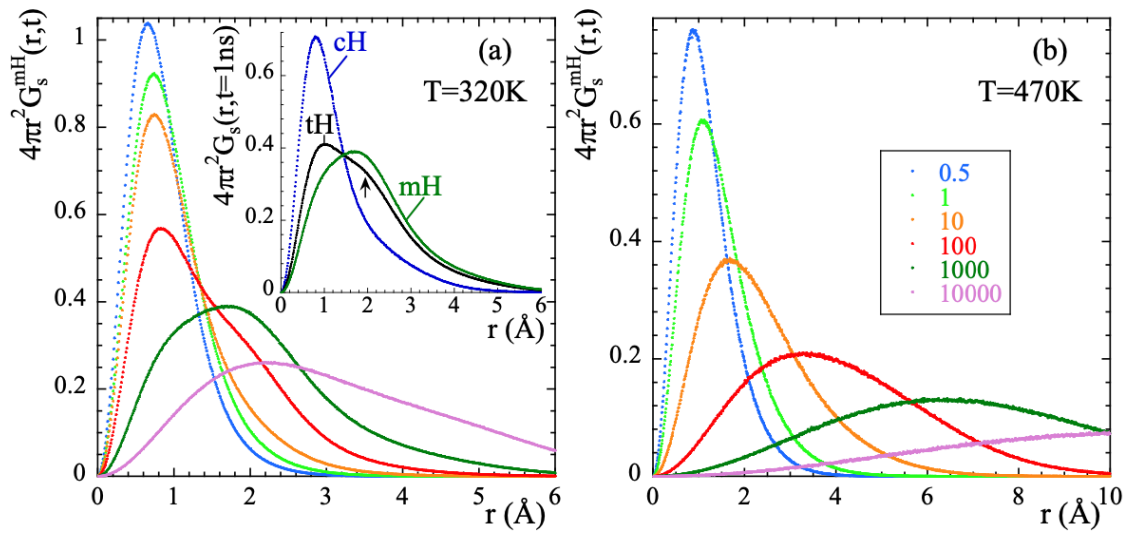 4πr²G_s^mH(r,t)
1
0.8
0.6
0.4
0.2
0
0 1 2 3 4 5 6
r (Å)
(a)
T=320K
4πr²G_s(r,t=1ns)
0.6
0.4
0.2
0
0 1 2 3 4 5 6
r (Å)
cH
tH
mH
4πr²G_s^mH(r,t)
0.6
0.4
0.2
0
0 2 4 6 8 10
r (Å)
(b)
T=470K
0.5
1
10
100
1000
10000